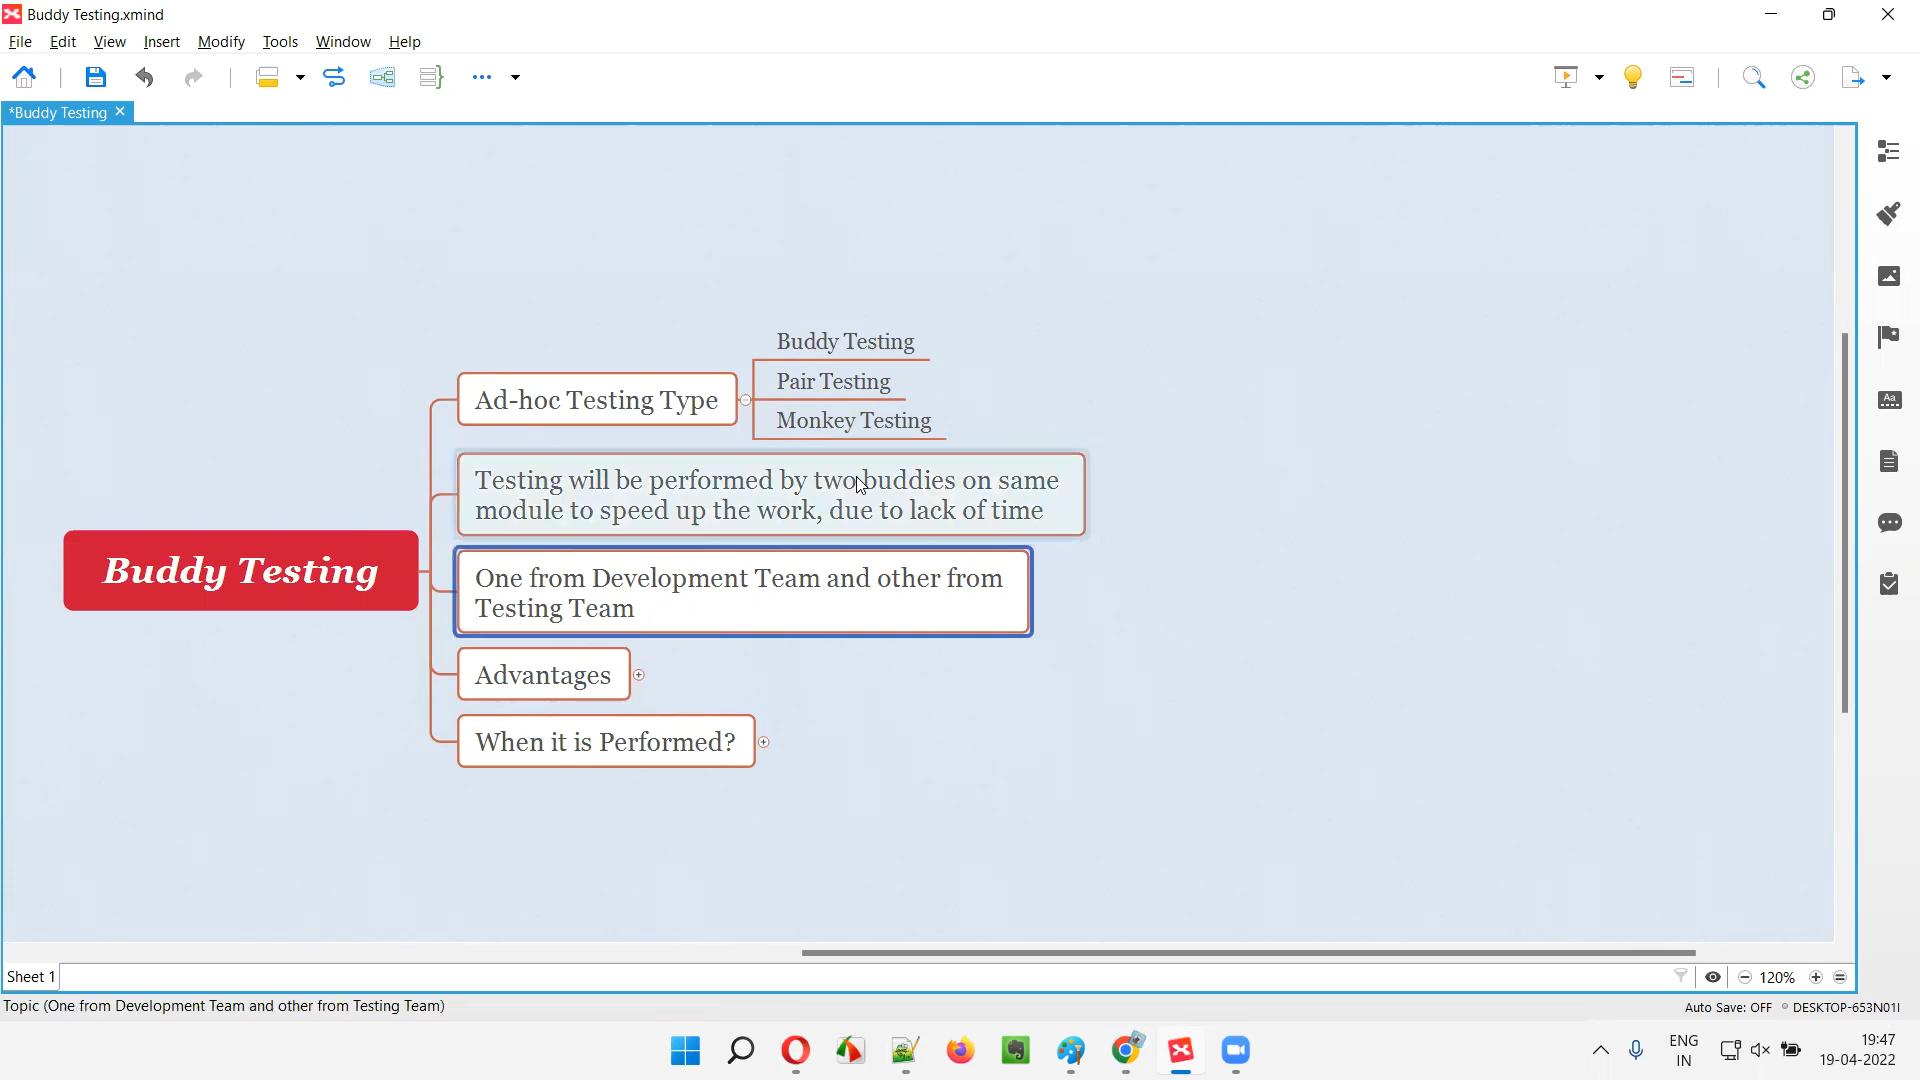 Buddy Testing.xmind
File Edit View Insert Modify Tools Window Help
*Buddy Testing
Buddy Testing
Pair Testing
Monkey Testing
Ad-hoc Testing Type
Testing will be performed by two buddies on same
module to speed up the work, due to lack of time
Buddy Testing
One from Development Team and other from
Testing Team
Advantages
When it is Performed?
Aa
Sheet 1
120%
Topic (One from Development Team and other from Testing Team)
Auto Save: OFF DESKTOP-653N01I
ENG
IN
19:47
19-04-2022